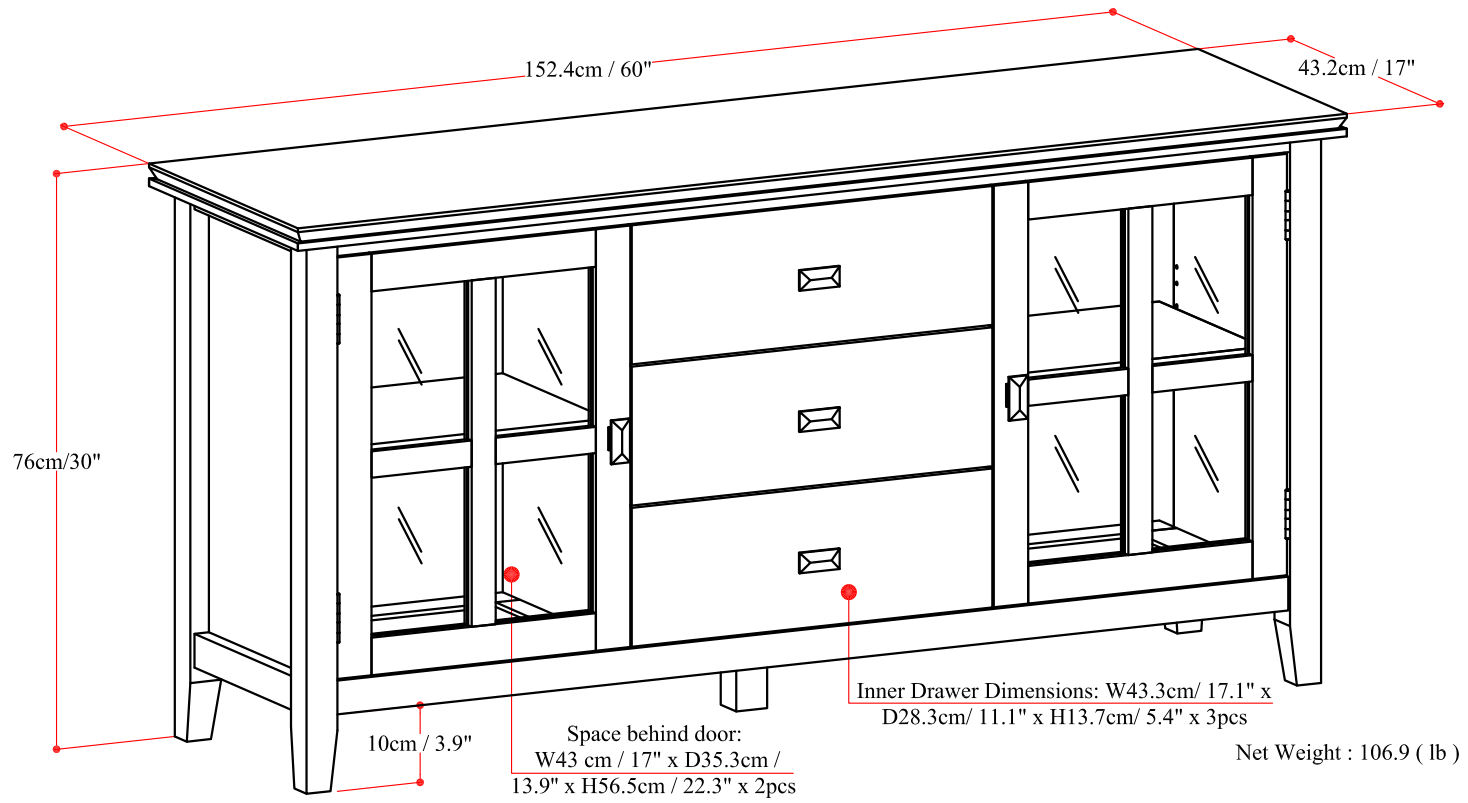 152.4cm / 60"
43.2cm / 17"
76cm/30"
10cm / 3.9"
Space behind door:
W43 cm / 17" x D35.3cm /
13.9" x H56.5cm / 22.3" x 2pcs
Inner Drawer Dimensions: W43.3cm/ 17.1" x
D28.3cm/ 11.1" x H13.7cm/ 5.4" x 3pcs
Net Weight : 106.9 ( lb )